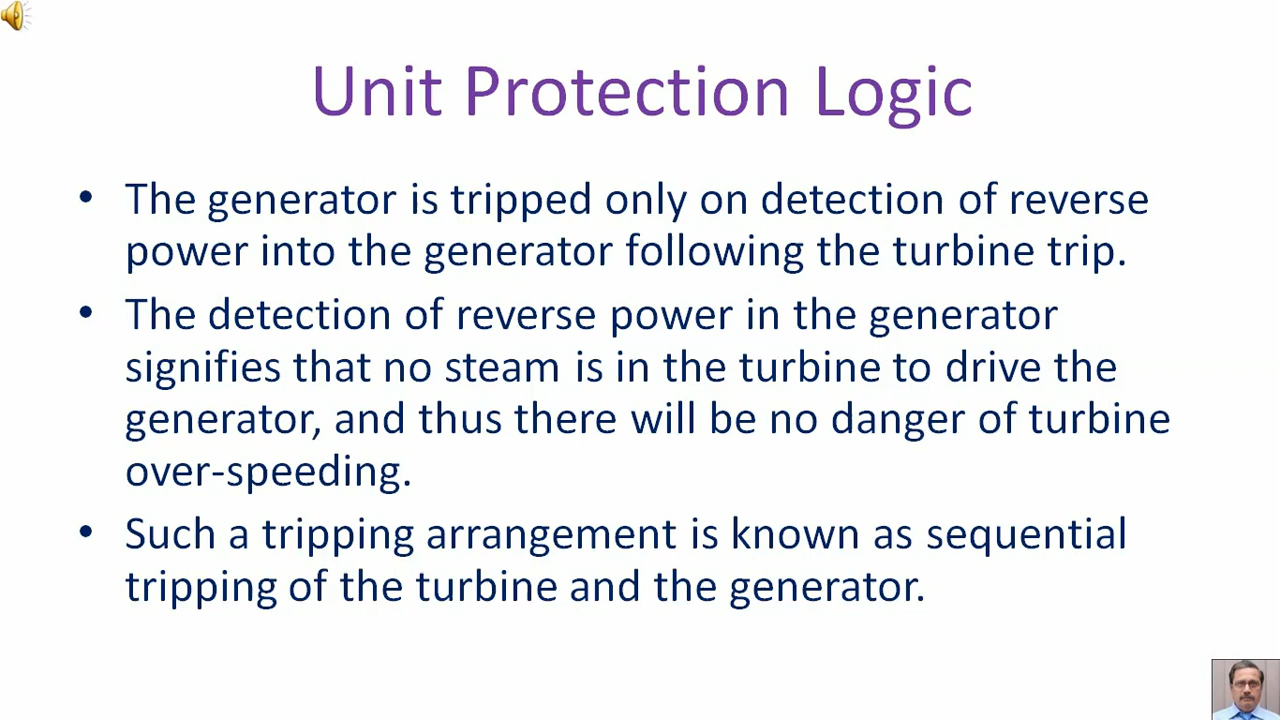 Unit Protection Logic
• The generator is tripped only on detection of reverse
power into the generator following the turbine trip.
• The detection of reverse power in the generator
signifies that no steam is in the turbine to drive the
generator, and thus there will be no danger of turbine
over-speeding.
• Such a tripping arrangement is known as sequential
tripping of the turbine and the generator.